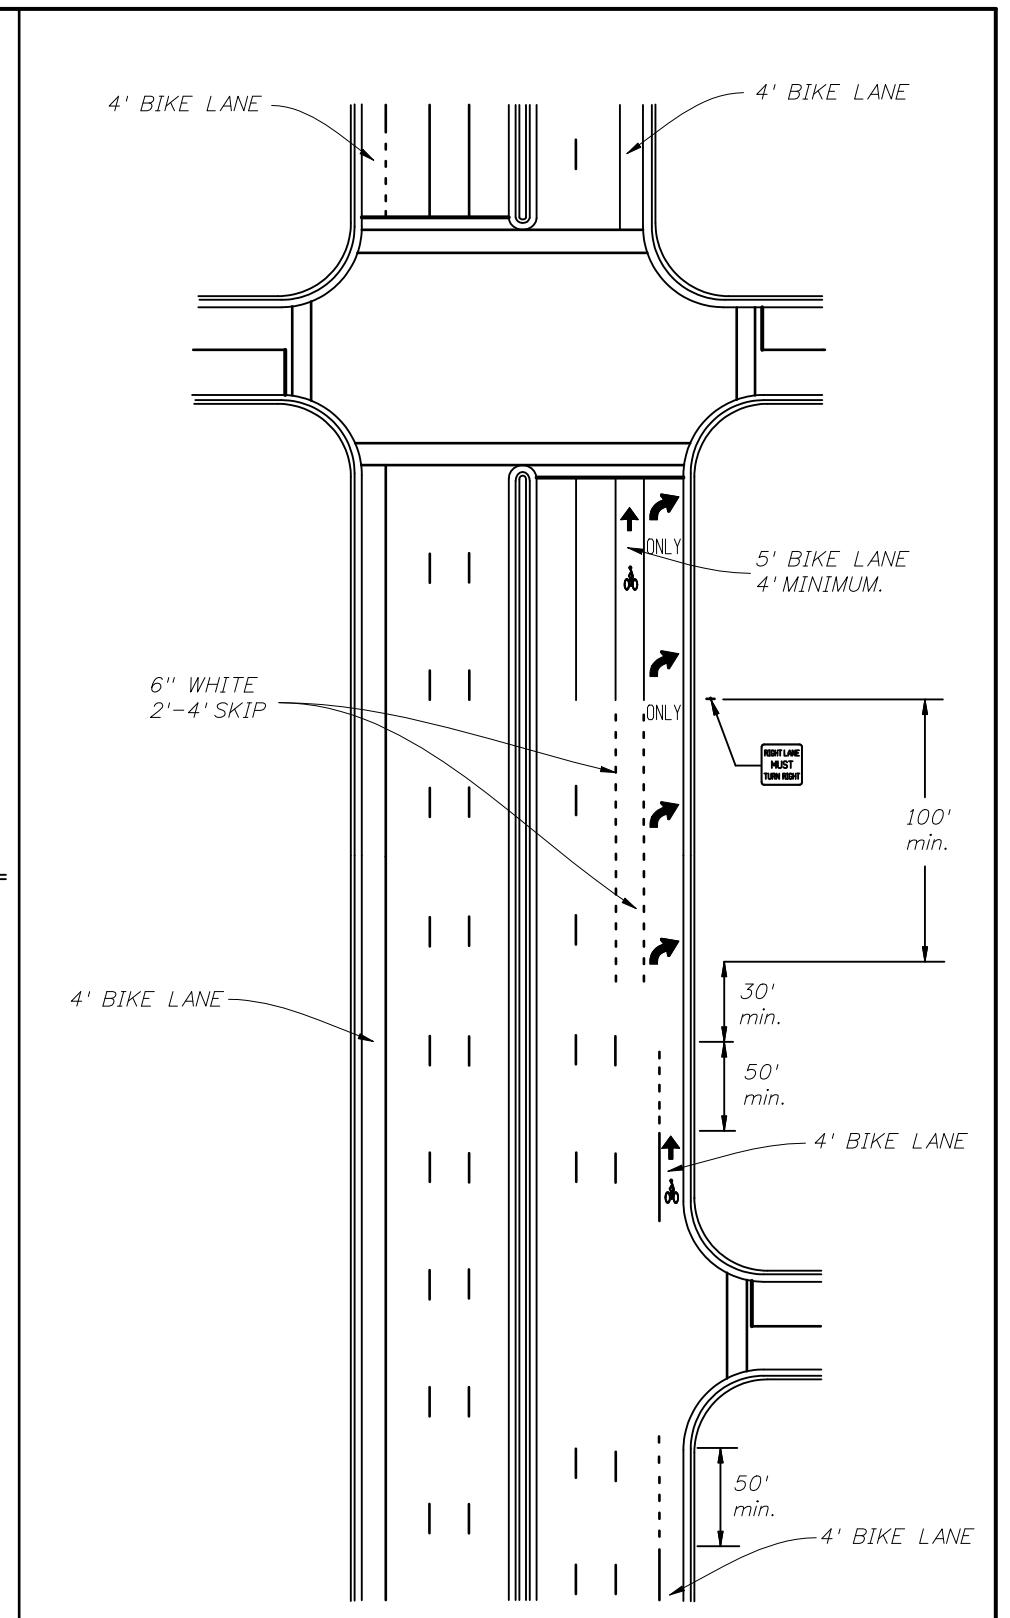 4' BIKE LANE
4' BIKE LANE
ONLY
5' BIKE LANE
4' MINIMUM.
6" WHITE
2'-4' SKIP
ONLY
RIGHT LANE
MUST
TURN RIGHT
100'
min.
4' BIKE LANE
30'
min.
50'
min.
4' BIKE LANE
50'
min.
4' BIKE LANE